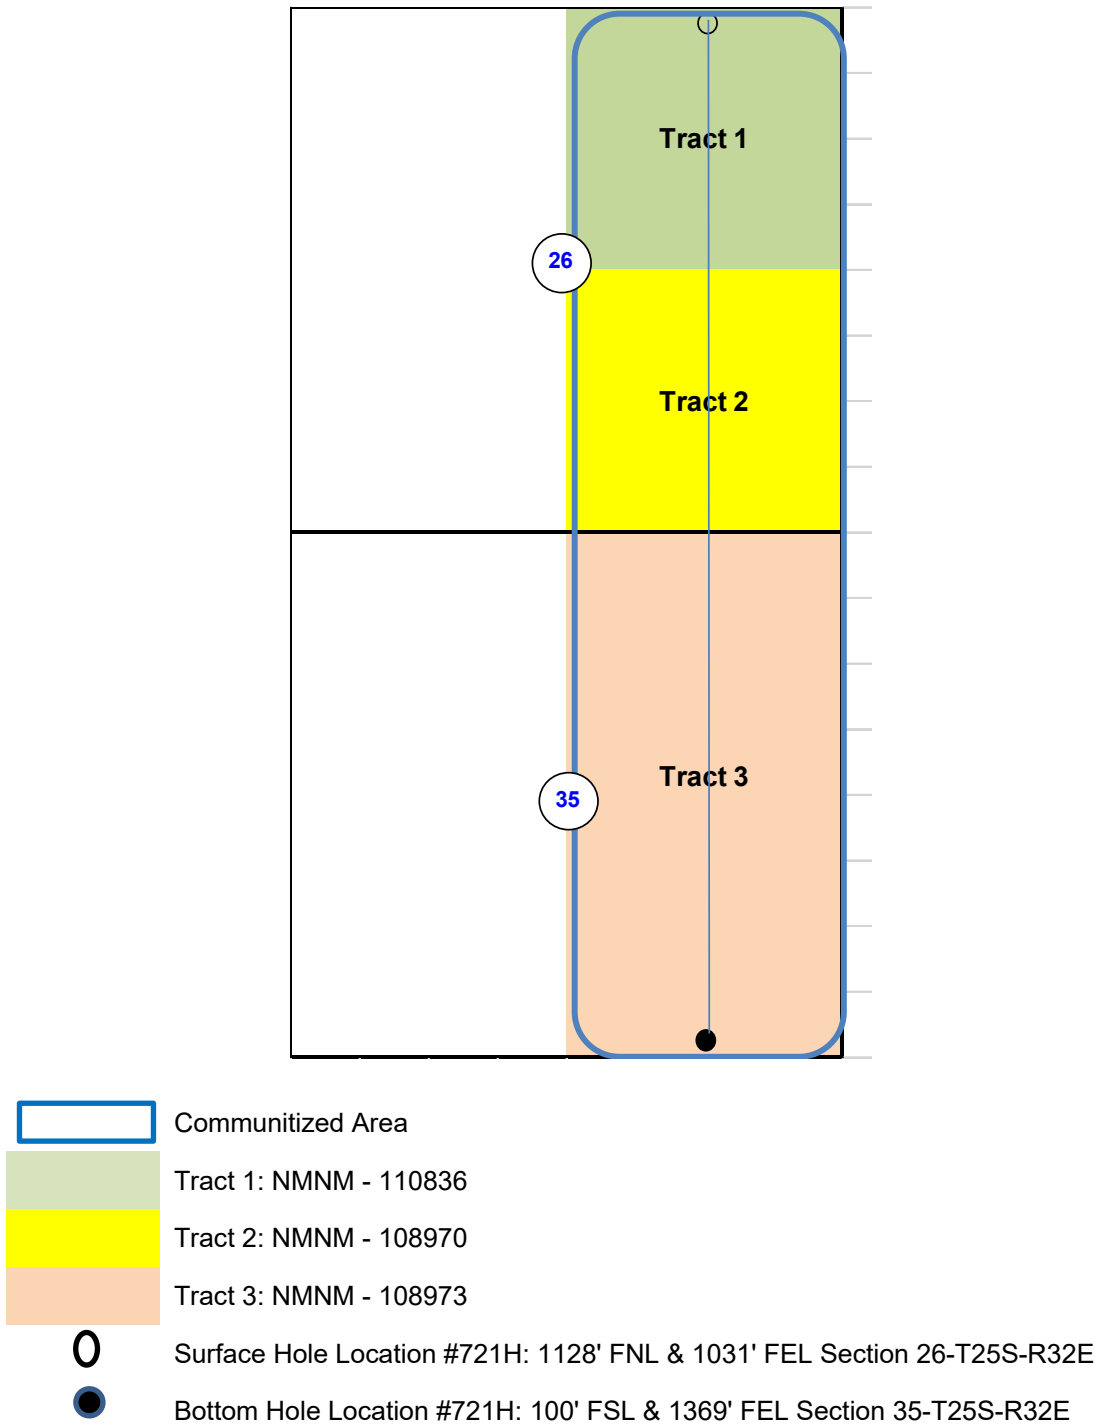 Tract 1
26
Tract 2
Tract 3
35
Communitized Area
Tract 1: NMNM - 110836
Tract 2: NMNM - 108970
Tract 3: NMNM - 108973
Surface Hole Location #721H: 1128' FNL & 1031' FEL Section 26-T25S-R32E
Bottom Hole Location #721H: 100' FSL & 1369' FEL Section 35-T25S-R32E